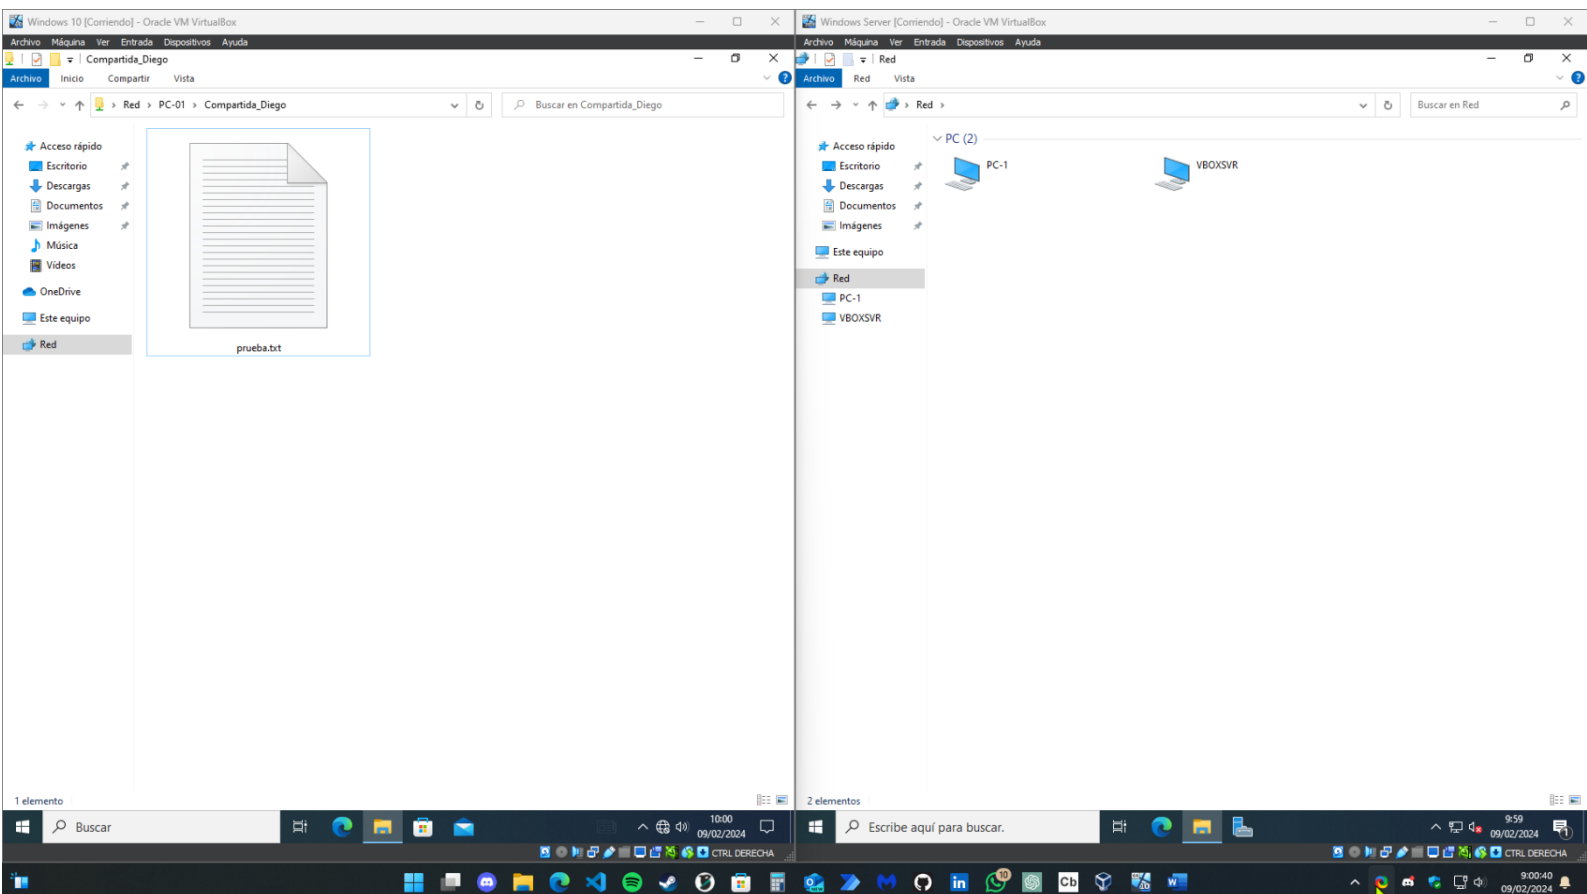 Windows 10 [Corriendo] - Oracle VM VirtualBox
Archivo Máquina Ver Entrada Dispositivos Ayuda
Compartida_Diego
Archivo Inicio Compartir Vista
Red > PC-01 > Compartida_Diego
Buscar en Compartida_Diego
Acceso rápido
Escritorio
Descargas
Documentos
Imágenes
Música
Vídeos
OneDrive
Este equipo
Red
prueba.txt
1 elemento
Buscar
10:00
09/02/2024
CTRL DERECHA
Windows Server [Corriendo] - Oracle VM VirtualBox
Archivo Máquina Ver Entrada Dispositivos Ayuda
Red
Archivo Red Vista
Red >
Buscar en Red
Acceso rápido
Escritorio
Descargas
Documentos
Imágenes
Este equipo
Red
PC-1
VBOXSVR
PC (2)
PC-1
VBOXSVR
2 elementos
Escribe aquí para buscar.
9:59
09/02/2024
1
CTRL DERECHA
in
10
Cb
9:00:40
09/02/2024